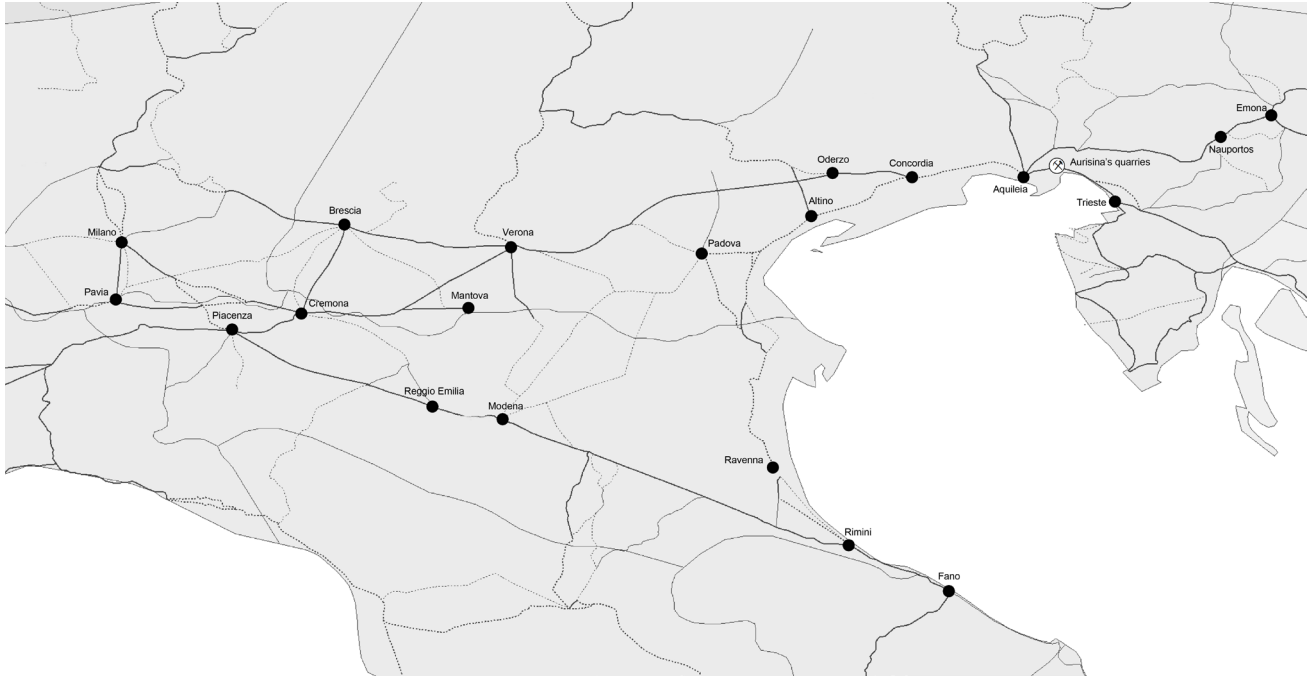 Emona
Nauportos
Aurisina's quarries
Oderzo
Concordia
Aquileia
Trieste
Altino
Brescia
Verona
Milano
Padova
Pavia
Mantova
Cremona
Piacenza
Reggio Emilia
Modena
Ravenna
Rimini
Fano